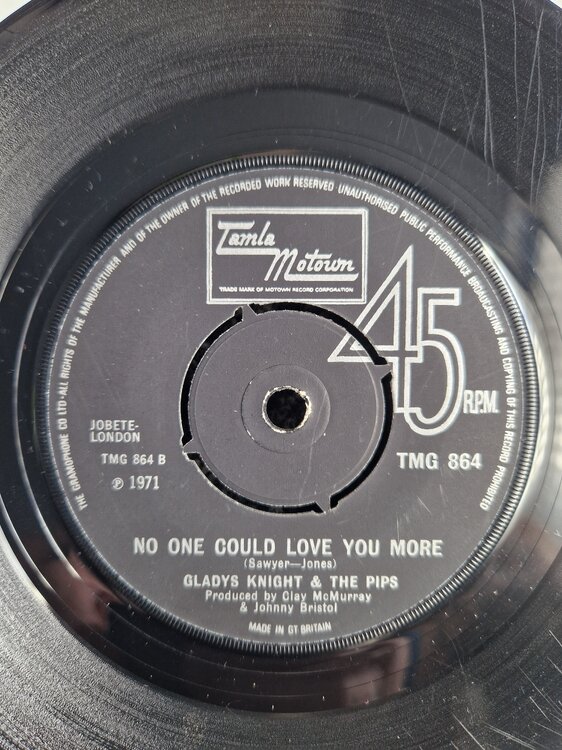 THE GRAMOPHONE CO LTD·ALL RIGHTS OF THE MANUFACTURER AND OF THE OWNER OF THE RECORDED WORK RESERVED UNAUTHORISED PUBLIC PERFORMANCE BROADCASTING AND COPYING OF THIS RECORD PROHIBITED
Tamla
Motown
TRADE MARK OF MOTOWN RECORD CORPORATION
45
R.P.M.
JOBETE-
LONDON
TMG 864 B
℗ 1971
TMG 864
NO ONE COULD LOVE YOU MORE
(Sawyer—Jones)
GLADYS KNIGHT & THE PIPS
Produced by Clay McMurray
& Johnny Bristol
MADE IN GT BRITAIN